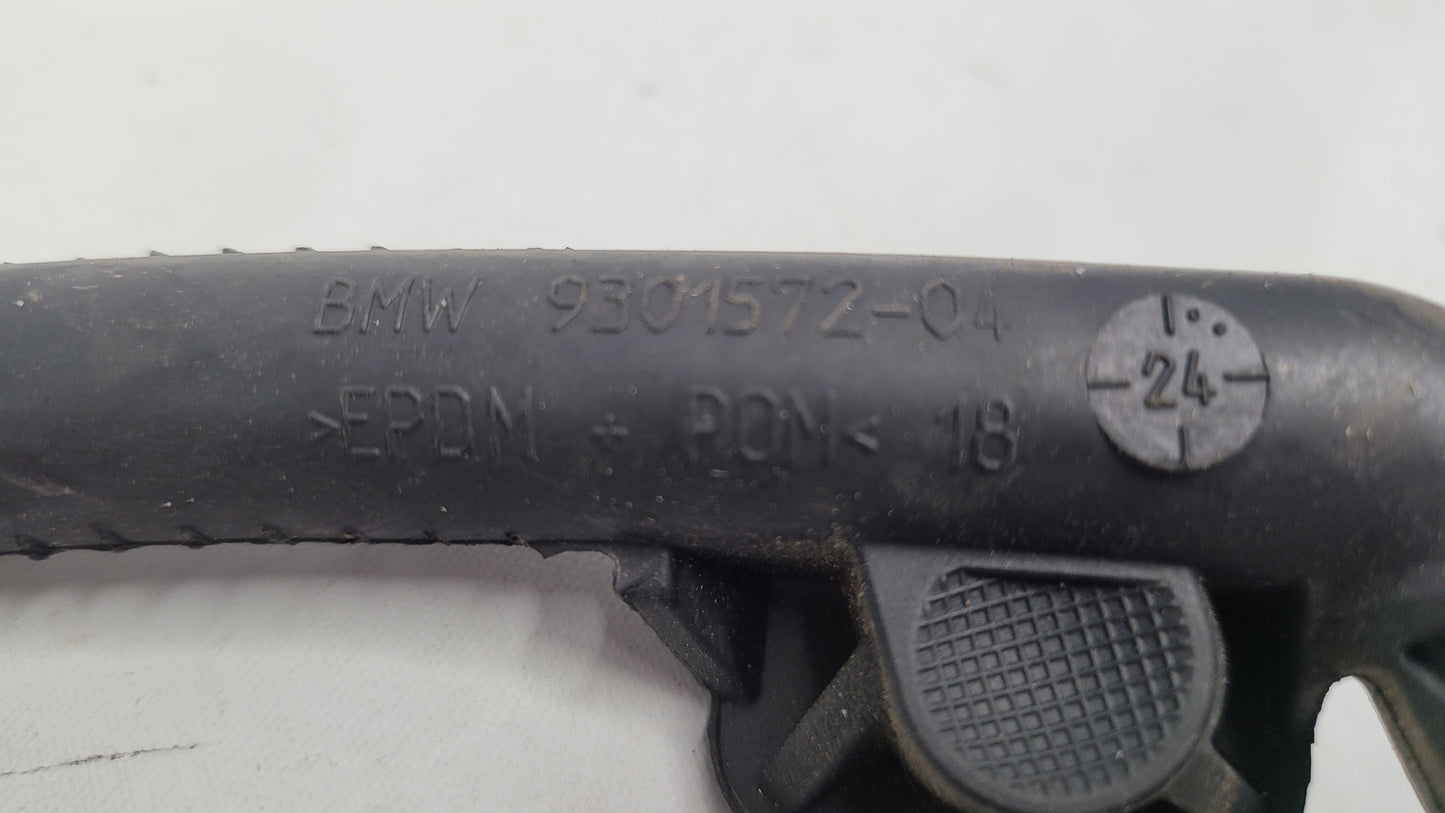 BMW 9301572-04
>EPDM + POM< 18
24